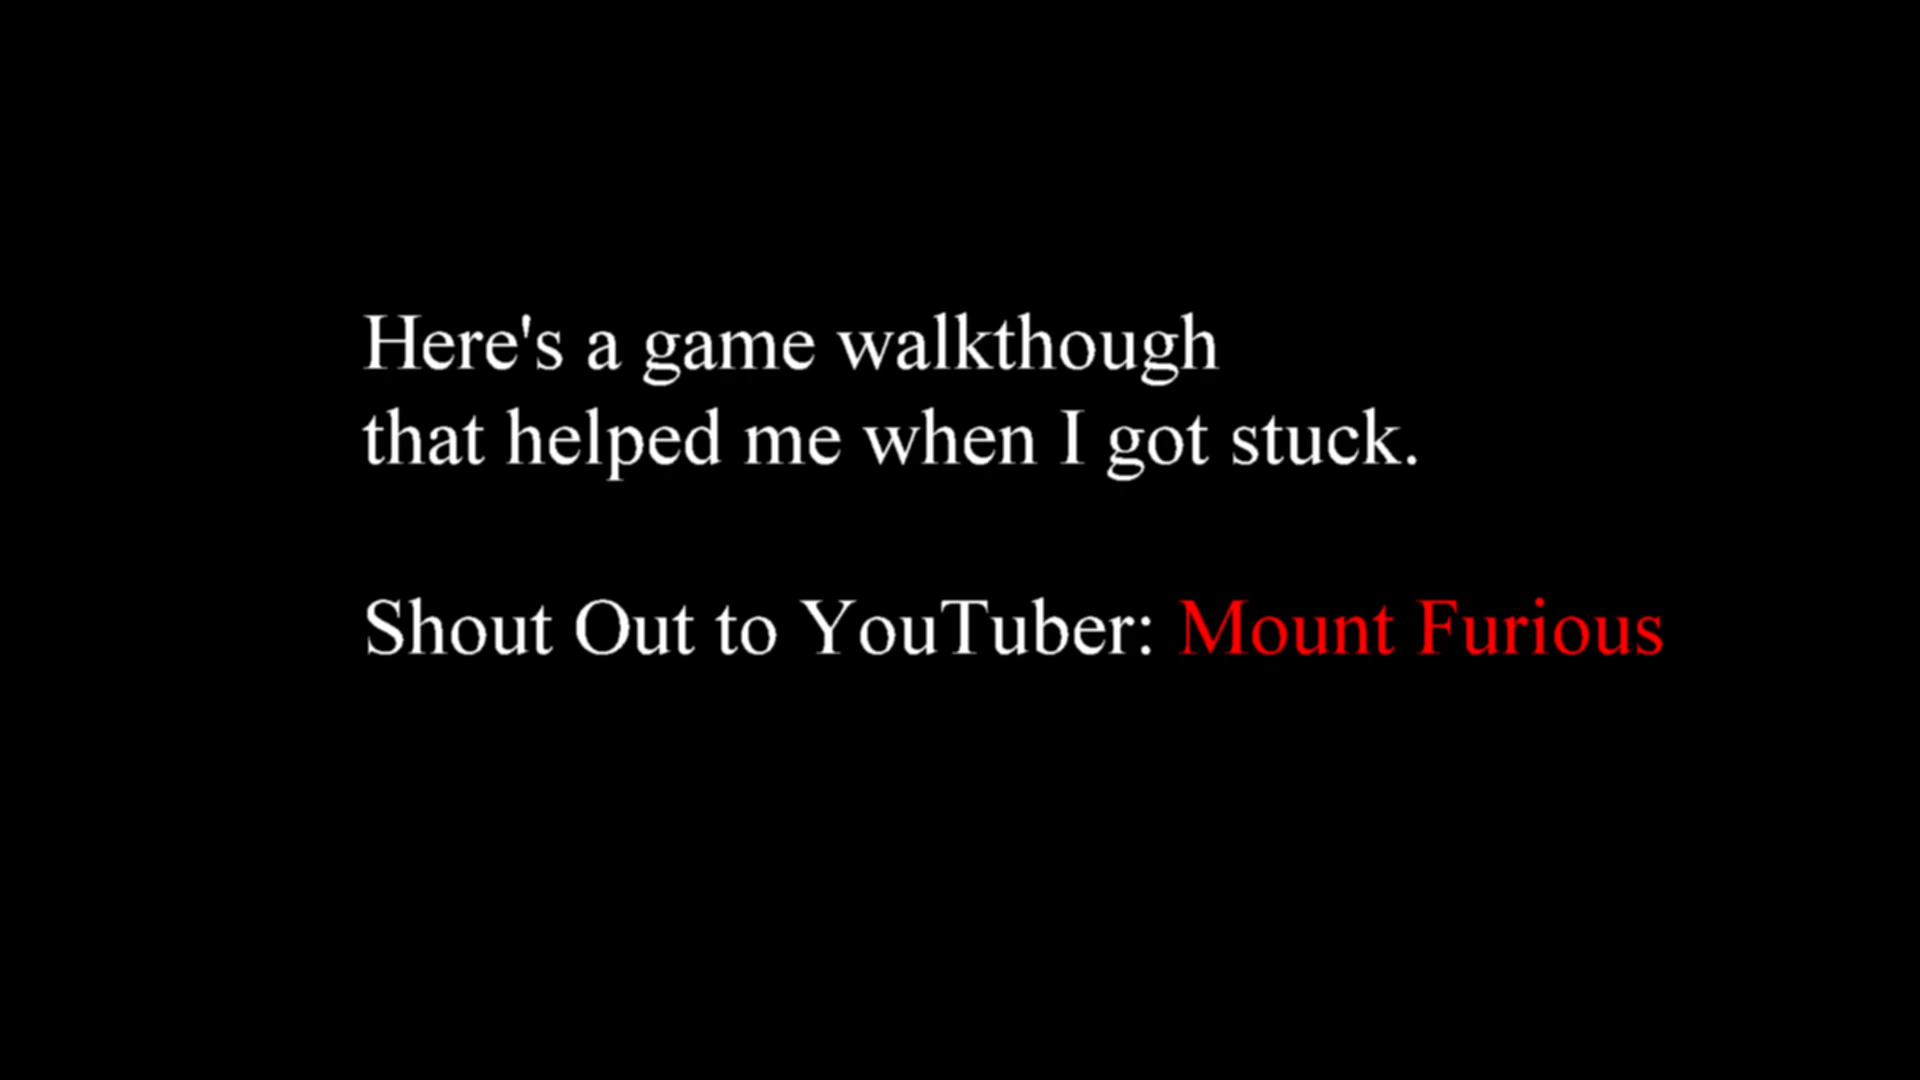 Here's a game walkthough
that helped me when I got stuck.
Shout Out to YouTuber: Mount Furious